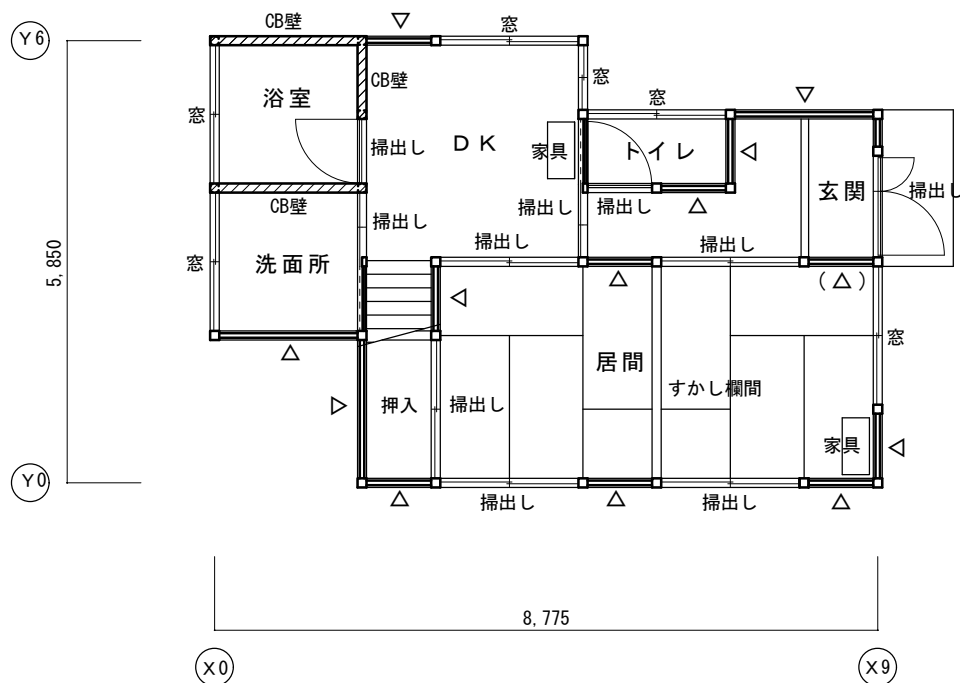 CB壁
窓
Y6
CB壁
窓
浴室
窓
窓
掃出し
DK
家具
トイレ
玄関
掃出し
CB壁
掃出し
掃出し
掃出し
掃出し
掃出し
洗面所
窓
(△)
5,850
居間
窓
押入
掃出し
すかし欄間
家具
Y0
掃出し
掃出し
8,775
X0
X9